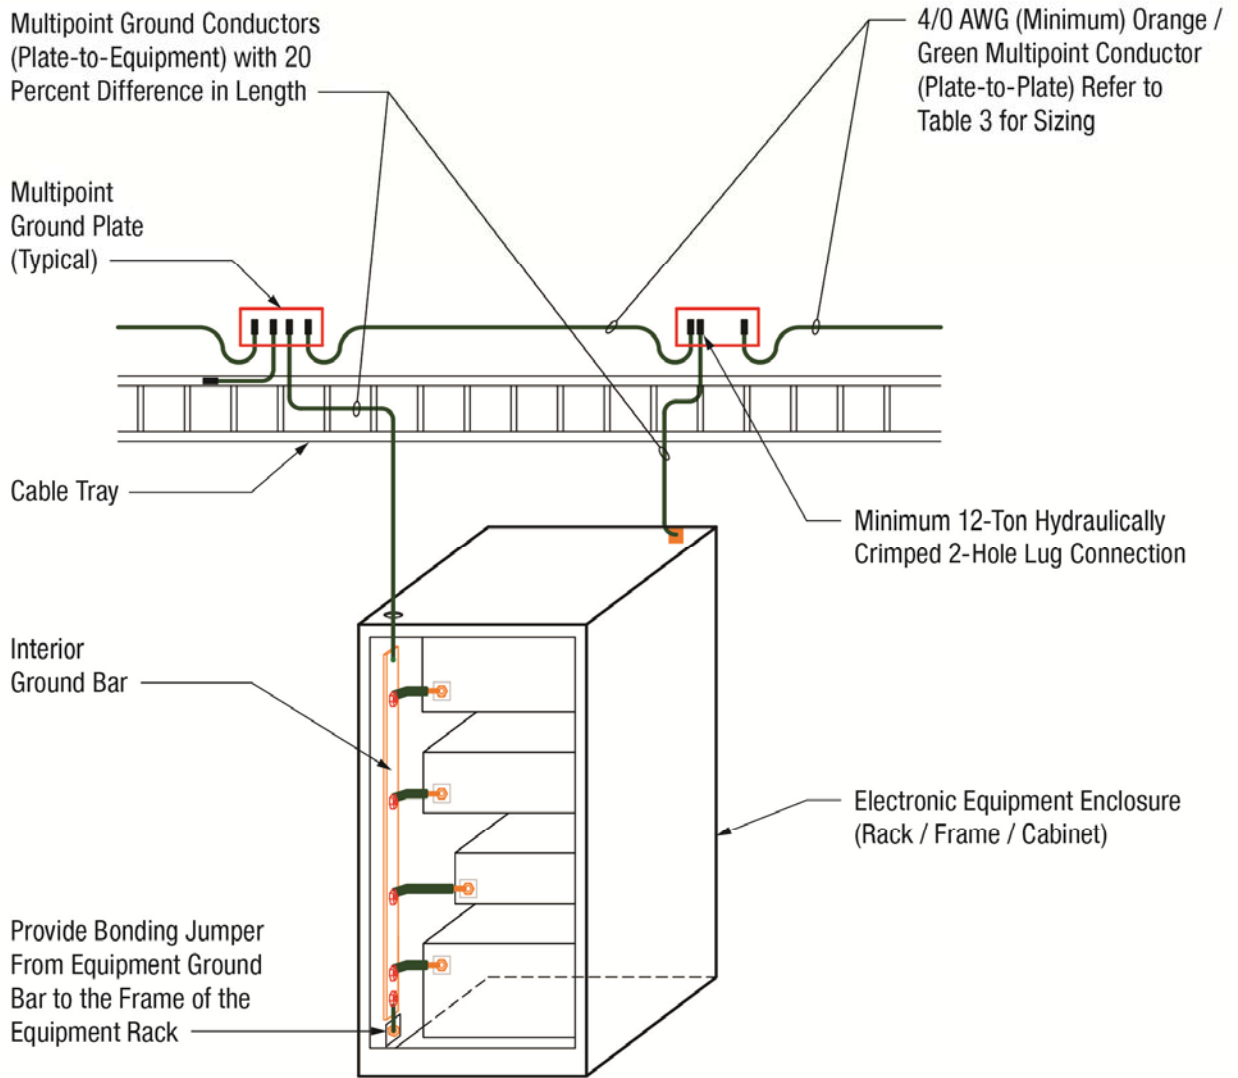 Multipoint Ground Conductors
(Plate-to-Equipment) with 20
Percent Difference in Length
4/0 AWG (Minimum) Orange /
Green Multipoint Conductor
(Plate-to-Plate) Refer to
Table 3 for Sizing
Multipoint
Ground Plate
(Typical)
Cable Tray
Minimum 12-Ton Hydraulically
Crimped 2-Hole Lug Connection
Interior
Ground Bar
Electronic Equipment Enclosure
(Rack / Frame / Cabinet)
Provide Bonding Jumper
From Equipment Ground
Bar to the Frame of the
Equipment Rack